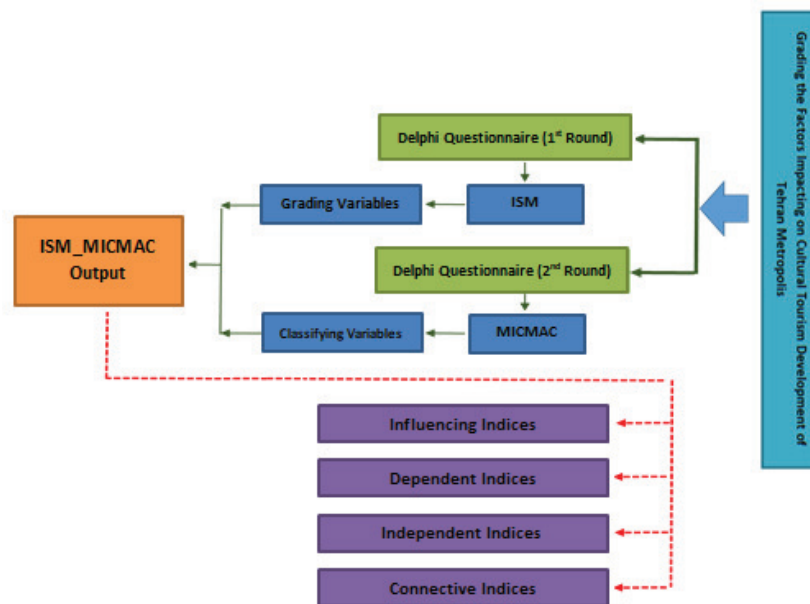 Grading the Factors Impacting on Cultural Tourism Development of
Tehran Metropolis
Delphi Questionnaire (1st Round)
Grading Variables
ISM
ISM_MICMAC
Output
Delphi Questionnaire (2nd Round)
Classifying Variables
MICMAC
Influencing Indices
Dependent Indices
Independent Indices
Connective Indices